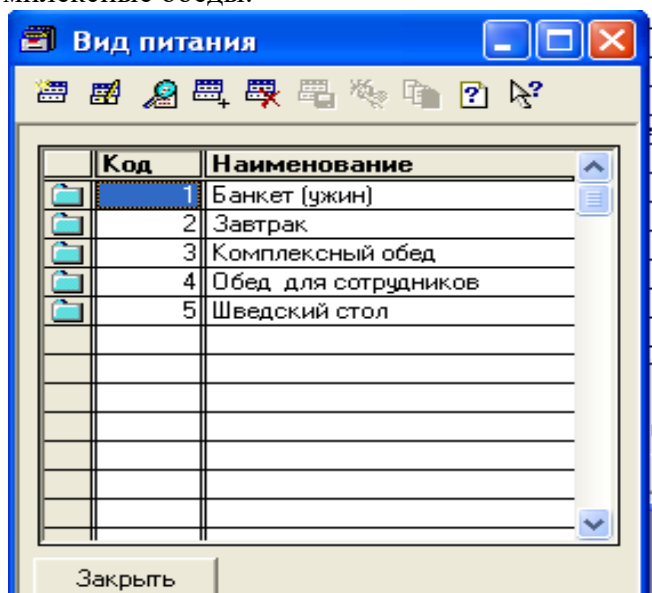 Вид питания
Код Наименование
1 Банкет (ужин)
2 Завтрак
3 Комплексный обед
4 Обед для сотрудников
5 Шведский стол
Закрыть